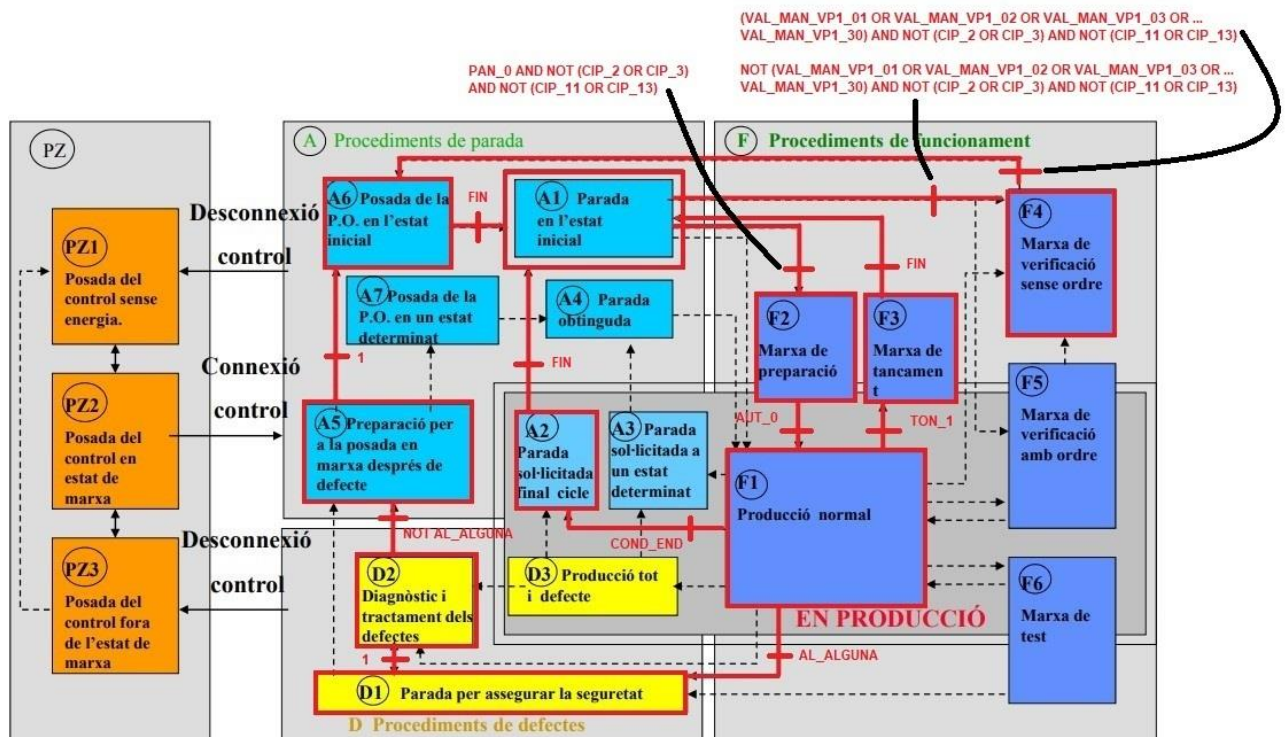 (VAL_MAN_VP1_01 OR VAL_MAN_VP1_02 OR VAL_MAN_VP1_03 OR ...
VAL_MAN_VP1_30) AND NOT (CIP_2 OR CIP_3) AND NOT (CIP_11 OR CIP_13)
NOT (VAL_MAN_VP1_01 OR VAL_MAN_VP1_02 OR VAL_MAN_VP1_03 OR ...
VAL_MAN_VP1_30) AND NOT (CIP_2 OR CIP_3) AND NOT (CIP_11 OR CIP_13)
PAN_0 AND NOT (CIP_2 OR CIP_3)
AND NOT (CIP_11 OR CIP_13)
PZ
A Procediments de parada
F Procediments de funcionament
PZ1
Posada del
control sense
energia.
PZ2
Posada del
control en
estat de
marxa
PZ3
Posada del
control fora
de l'estat de
marxa
Desconnexió
control
Connexió
control
Desconnexió
control
A6 Posada de la
P.O. en l'estat
inicial
FIN
A1 Parada
en l'estat
inicial
A7 Posada de la
P.O. en un estat
determinat
A4 Parada
obtinguda
1
FIN
A5 Preparació per
a la posada en
marxa després de
defecte
A2
Parada
sol·licitada
final cicle
A3 Parada
sol·licitada a
un estat
determinat
F2
Marxa de
preparació
FIN
F3
Marxa de
tancamen
t
F4
Marxa de
verificació
sense ordre
F5
Marxa de
verificació
amb ordre
AUT_0
TON_1
F1
Producció normal
F6
Marxa de
test
NOT AL_ALGUNA
COND_END
D2
Diagnòstic i
tractament dels
defectes
D3 Producció tot
i defecte
EN PRODUCCIÓ
AL_ALGUNA
1
D1 Parada per assegurar la seguretat
D Procediments de defectes